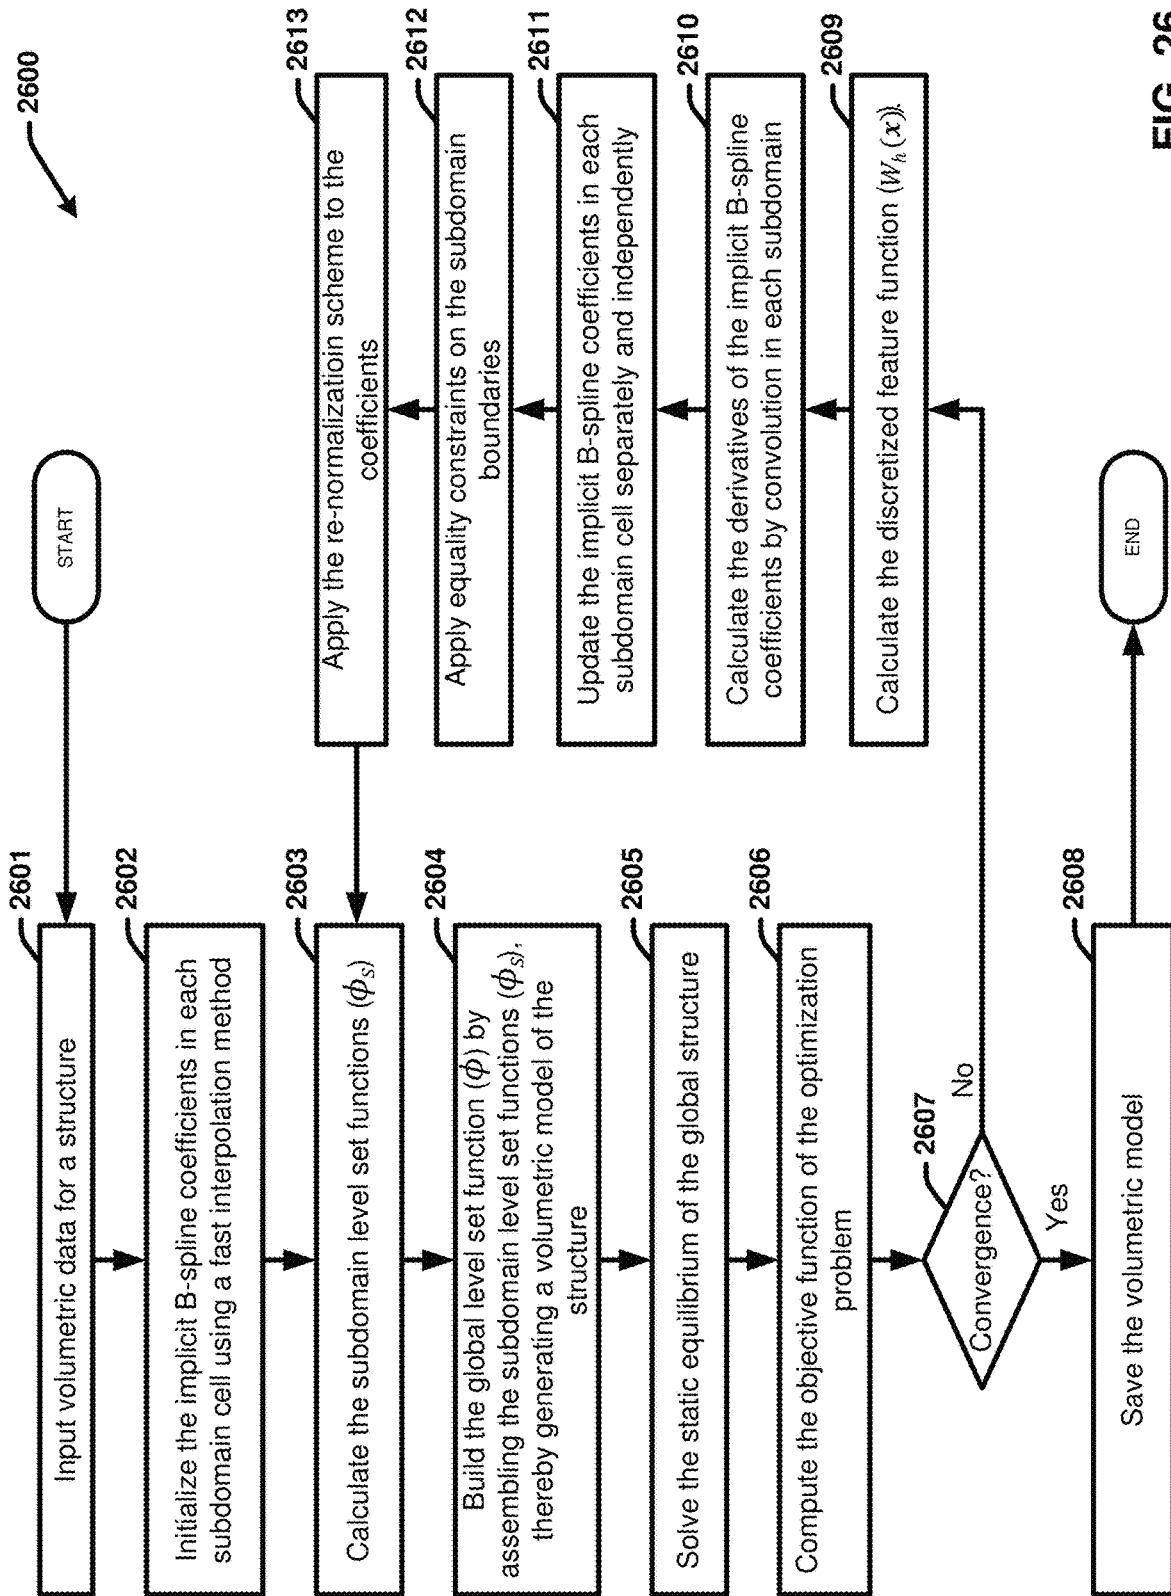 2600
START
2601
Input volumetric data for a structure
2602
Initialize the implicit B-spline coefficients in each
subdomain cell using a fast interpolation method
2603
Calculate the subdomain level set functions (ϕs)
2604
Build the global level set function (ϕ) by
assembling the subdomain level set functions (ϕs),
thereby generating a volumetric model of the
structure
2605
Solve the static equilibrium of the global structure
2606
Compute the objective function of the optimization
problem
2607
Convergence?
No
Yes
2608
Save the volumetric model
END
2609
Calculate the discretized feature function (Wh(x)).
2610
Calculate the derivatives of the implicit B-spline
coefficients by convolution in each subdomain
2611
Update the implicit B-spline coefficients in each
subdomain cell separately and independently
2612
Apply equality constraints on the subdomain
boundaries
2613
Apply the re-normalizatioin scheme to the
coefficients
FIG. 26